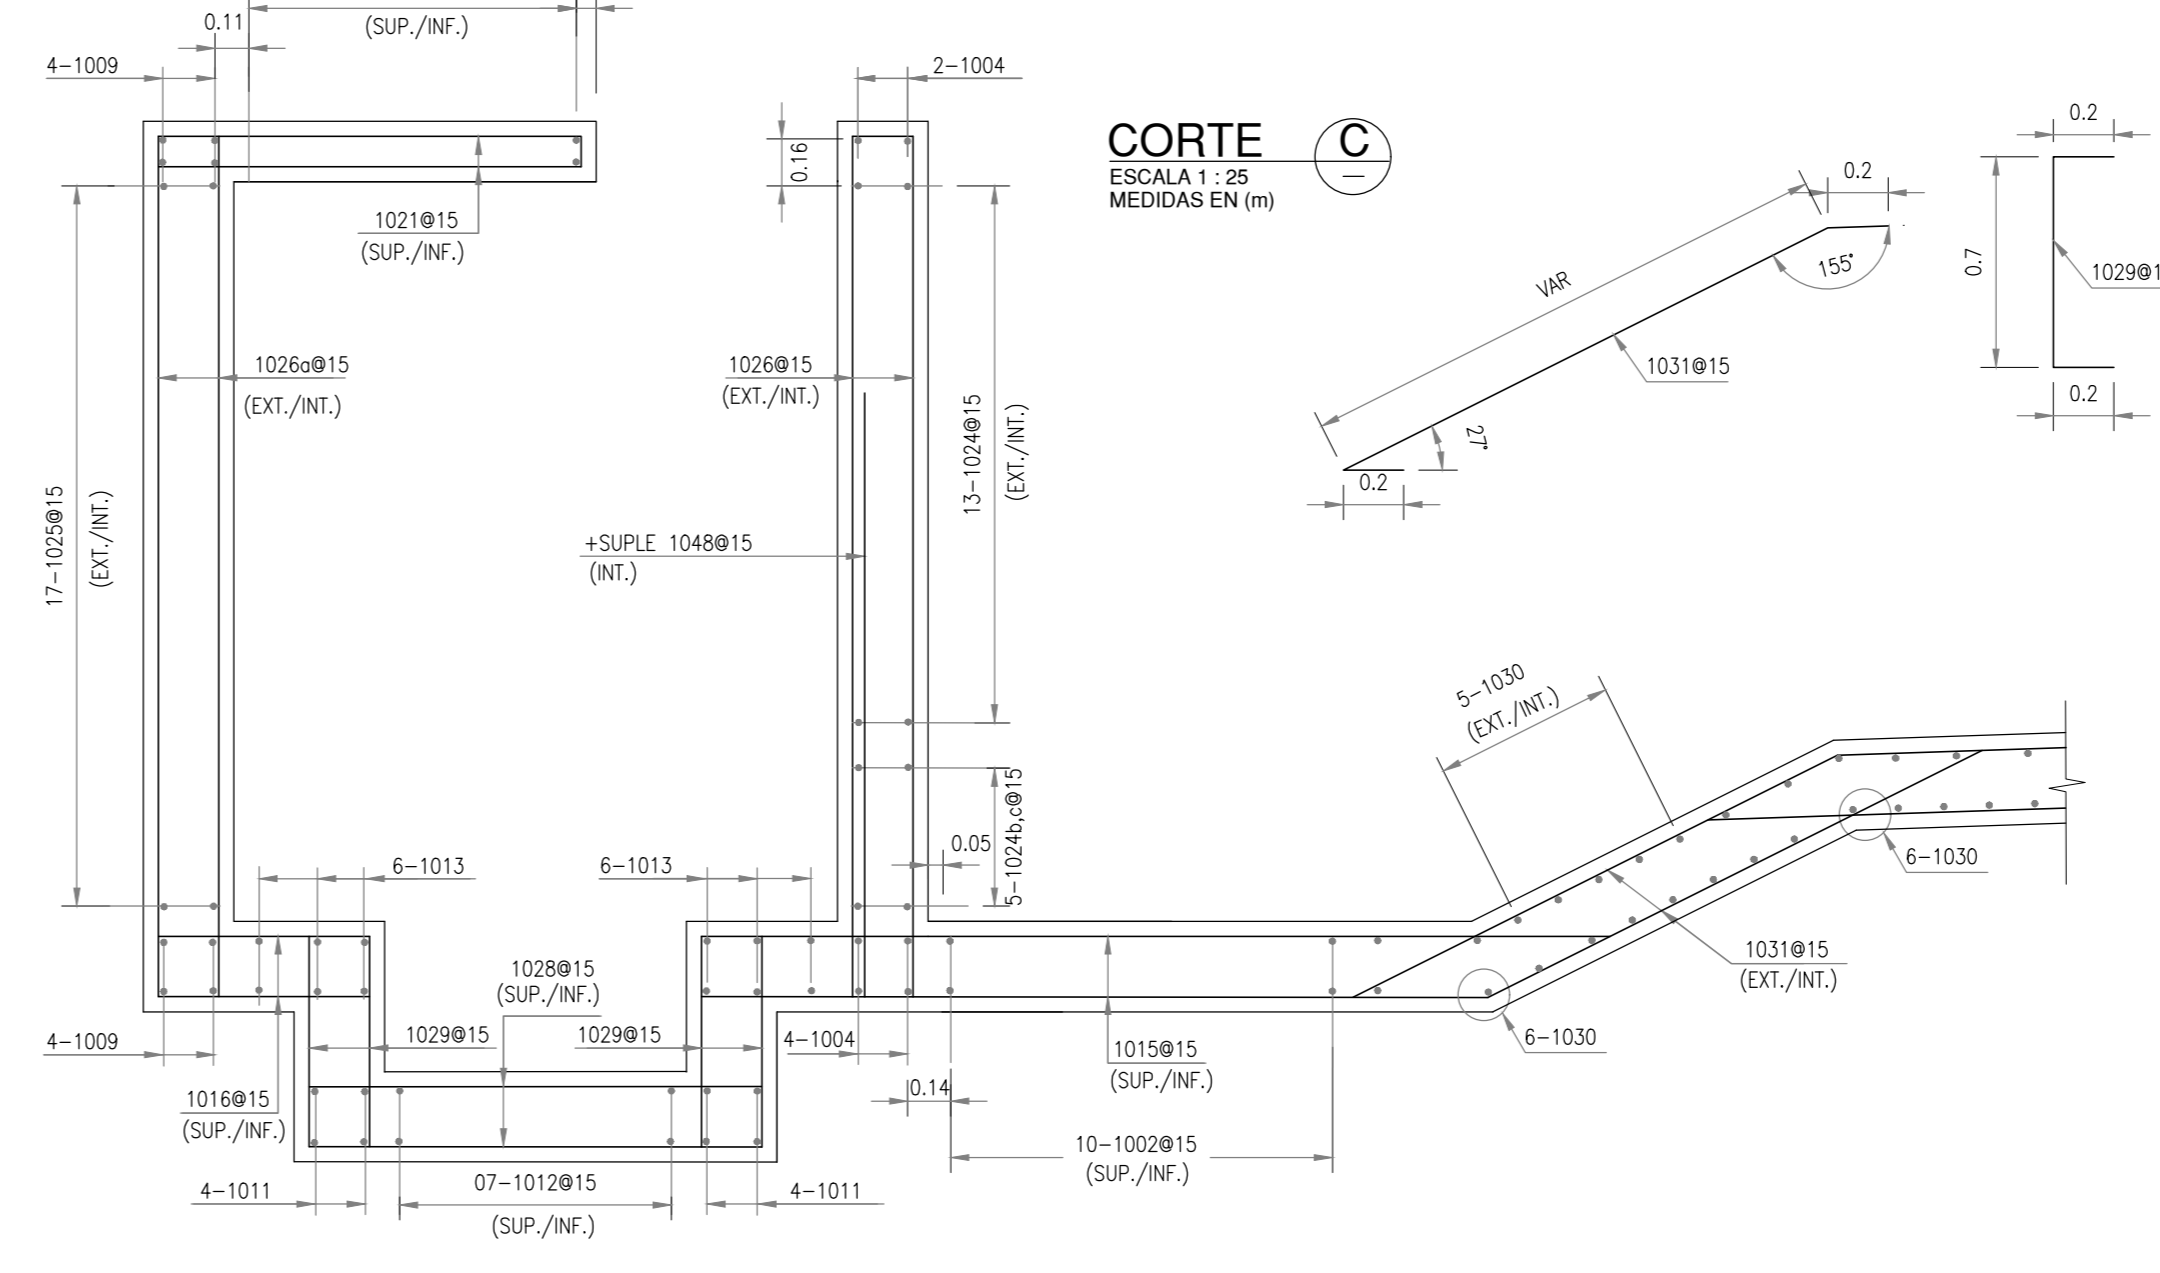 (SUP./INF.)
0.11
4-1009
2-1004
0.16
1021@15
(SUP./INF.)
CORTE
C
ESCALA 1 : 25
MEDIDAS EN (m)
0.2
VAR
155°
1031@15
27°
0.2
0.2
0.7
1029@1
0.2
1026a@15
(EXT./INT.)
1026@15
(EXT./INT.)
13-1024@15
(EXT./INT.)
17-1025@15
(EXT./INT.)
+SUPLE 1048@15
(INT.)
5-1030
(EXT./INT.)
5-1024b,c@15
0.05
6-1013
6-1013
6-1030
1031@15
(EXT./INT.)
6-1030
1028@15
(SUP./INF.)
4-1009
1029@15
1029@15
4-1004
1015@15
(SUP./INF.)
0.14
1016@15
(SUP./INF.)
10-1002@15
(SUP./INF.)
4-1011
07-1012@15
(SUP./INF.)
4-1011